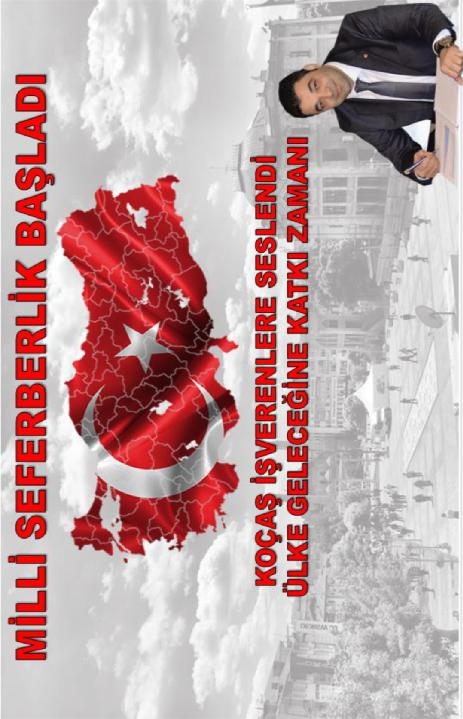 MİLLİ SEFERBERLİK BAŞLADI
KOÇAŞ İŞVERENLERE SESLENDİ
ÜLKE GELECEĞİNE KATKI ZAMANI